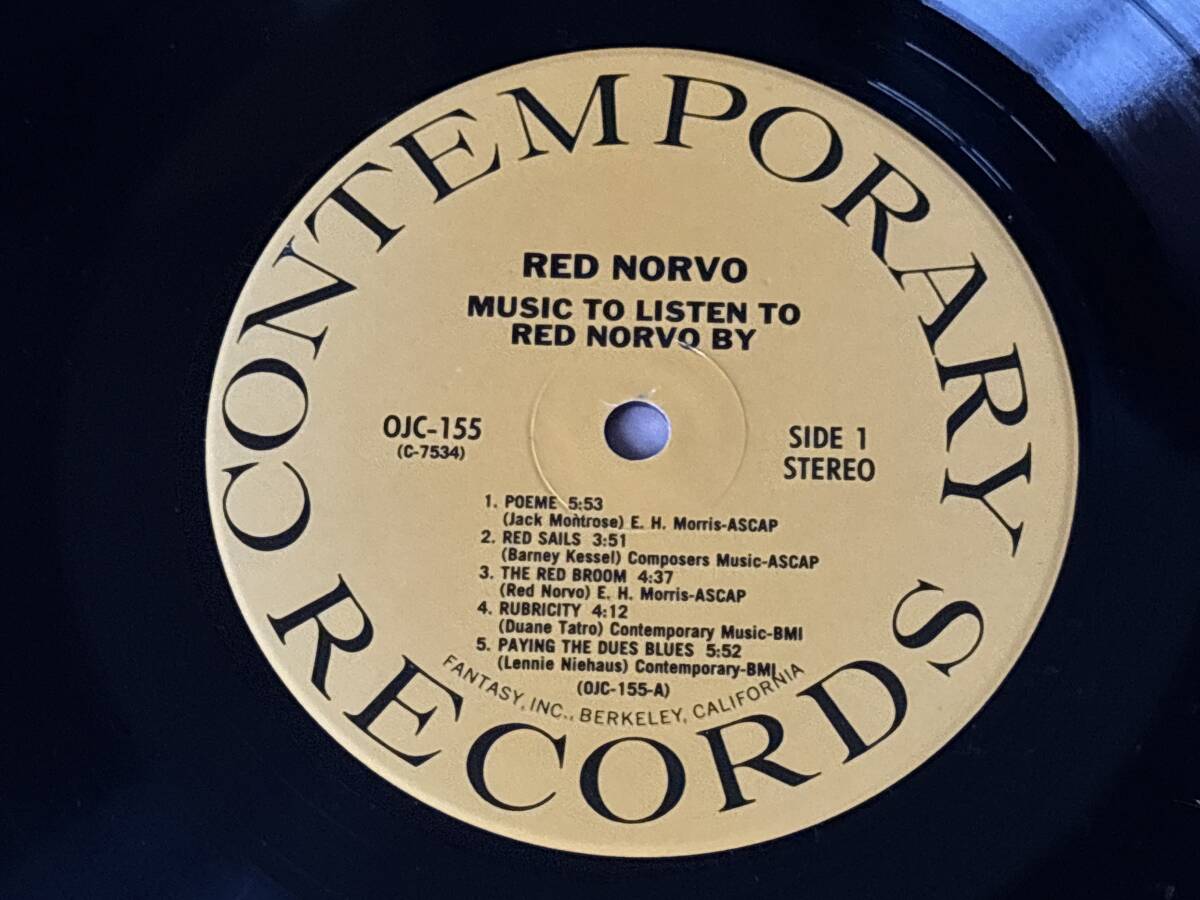 CONTEMPORARY
RECORDS
RED NORVO
MUSIC TO LISTEN TO
RED NORVO BY
OJC-155
(C-7534)
SIDE 1
STEREO
1. POEME 5:53
(Jack Montrose) E. H. Morris-ASCAP
2. RED SAILS 3:51
(Barney Kessel) Composers Music-ASCAP
3. THE RED BROOM 4:37
(Red Norvo) E. H. Morris-ASCAP
4. RUBRICITY 4:12
(Duane Tatro) Contemporary Music-BMI
5. PAYING THE DUES BLUES 5:52
(Lennie Niehaus) Contemporary-BMI
(OJC-155-A)
FANTASY, INC., BERKELEY, CALIFORNIA